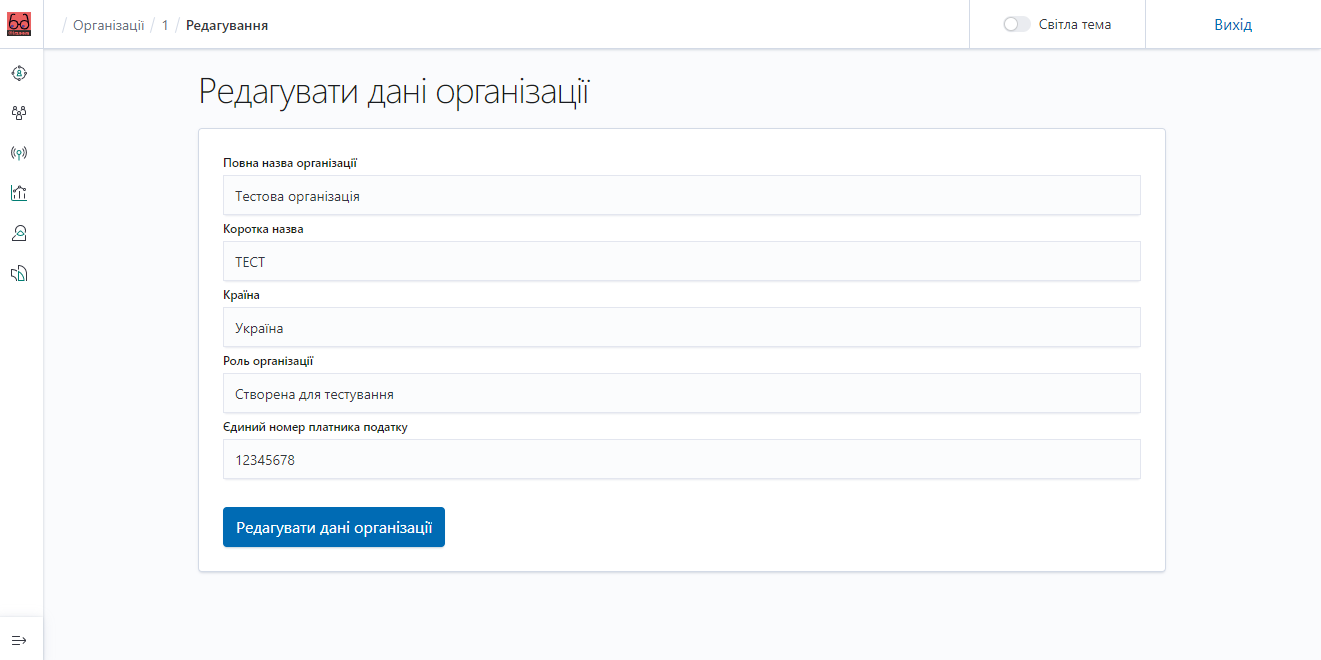 / Організації / 1 / Редагування
Світла тема
Вихід
Редагувати дані організації
Повна назва організації
Тестова організація
Коротка назва
ТЕСТ
Країна
Україна
Роль організації
Створена для тестування
Єдиний номер платника податку
12345678
Редагувати дані організації